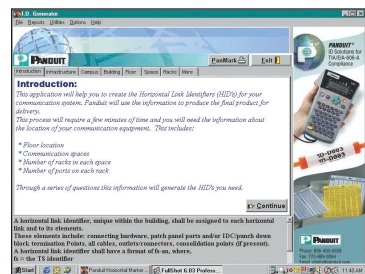 I.D. Generator
File Reports Utilities Options Help
PANDUIT
PanMark
Exit
Introduction Infrastructure Campus Building Floor Space Racks More
Introduction:
This application will help you to create the Horizontal Link Identifiers (HID's) for your
communication system. Panduit will use the information to produce the final product for
delivery.
This process will require a few minutes of time and you will need the information about
the location of your communication equipment. This includes:
* Floor location
* Communication spaces
* Number of racks in each space
* Number of ports on each rack
Through a series of questions this information will generate the HID's you need.
Continue
A horizontal link identifier, unique within the building, shall be assigned to each horizontal
link and to its elements.
These elements include: connecting hardware, patch panel ports and/or IDC/punch down
block termination Points, all cables, outlets/connectors, consolidation points (if present).
A horizontal link identifier shall have a format of fs-an, where,
fs = the TS identifier
PANDUIT
ID Solutions for
TIA/EIA-606-A
Compliance
1D-D003
1D-D003
PANDUIT
Start
Panduit Horizontal Marker ...
FullShot 6.03 Profess...
11:40 AM